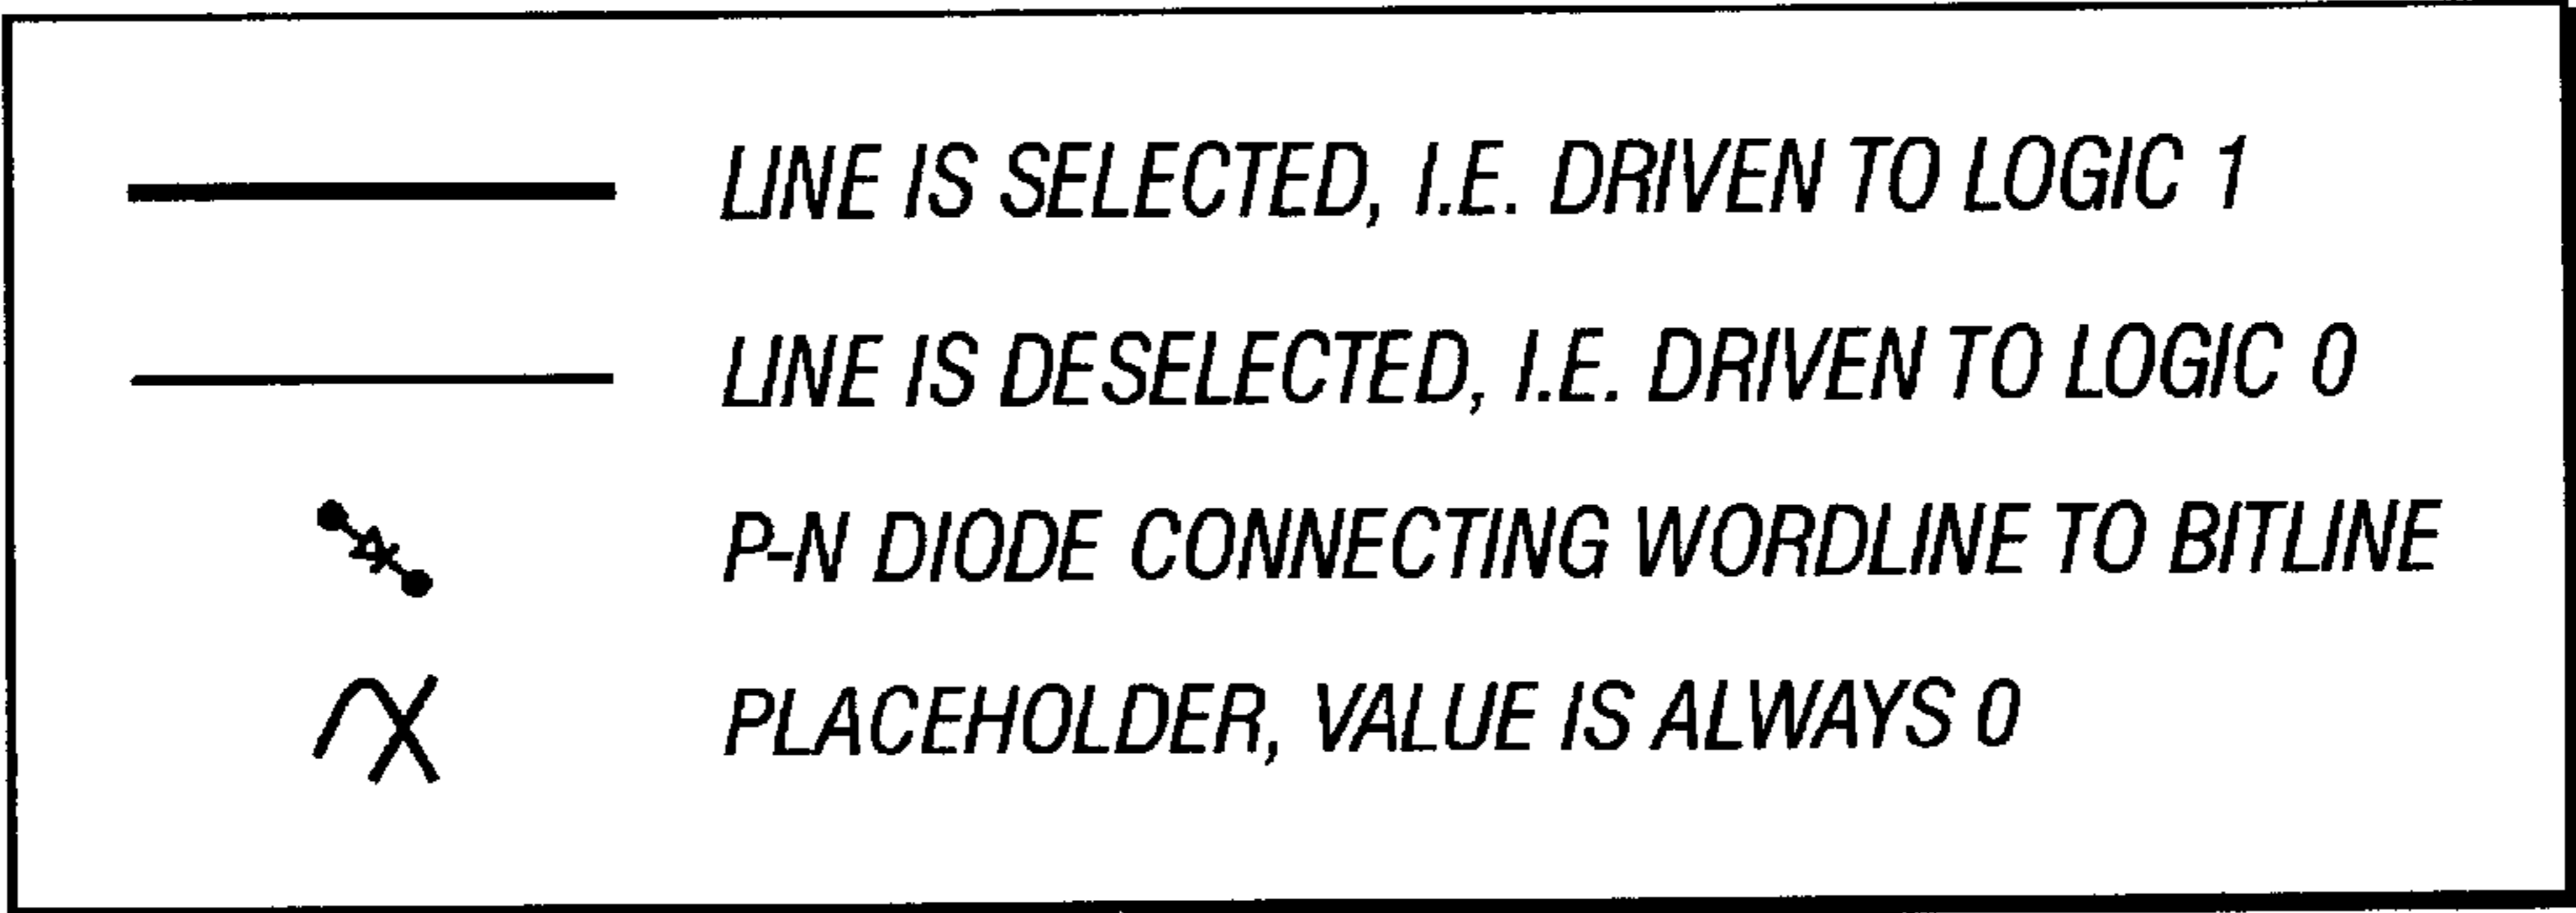 LINE IS SELECTED, I.E. DRIVEN TO LOGIC 1
LINE IS DESELECTED, I.E. DRIVEN TO LOGIC 0
P-N DIODE CONNECTING WORDLINE TO BITLINE
PLACEHOLDER, VALUE IS ALWAYS 0